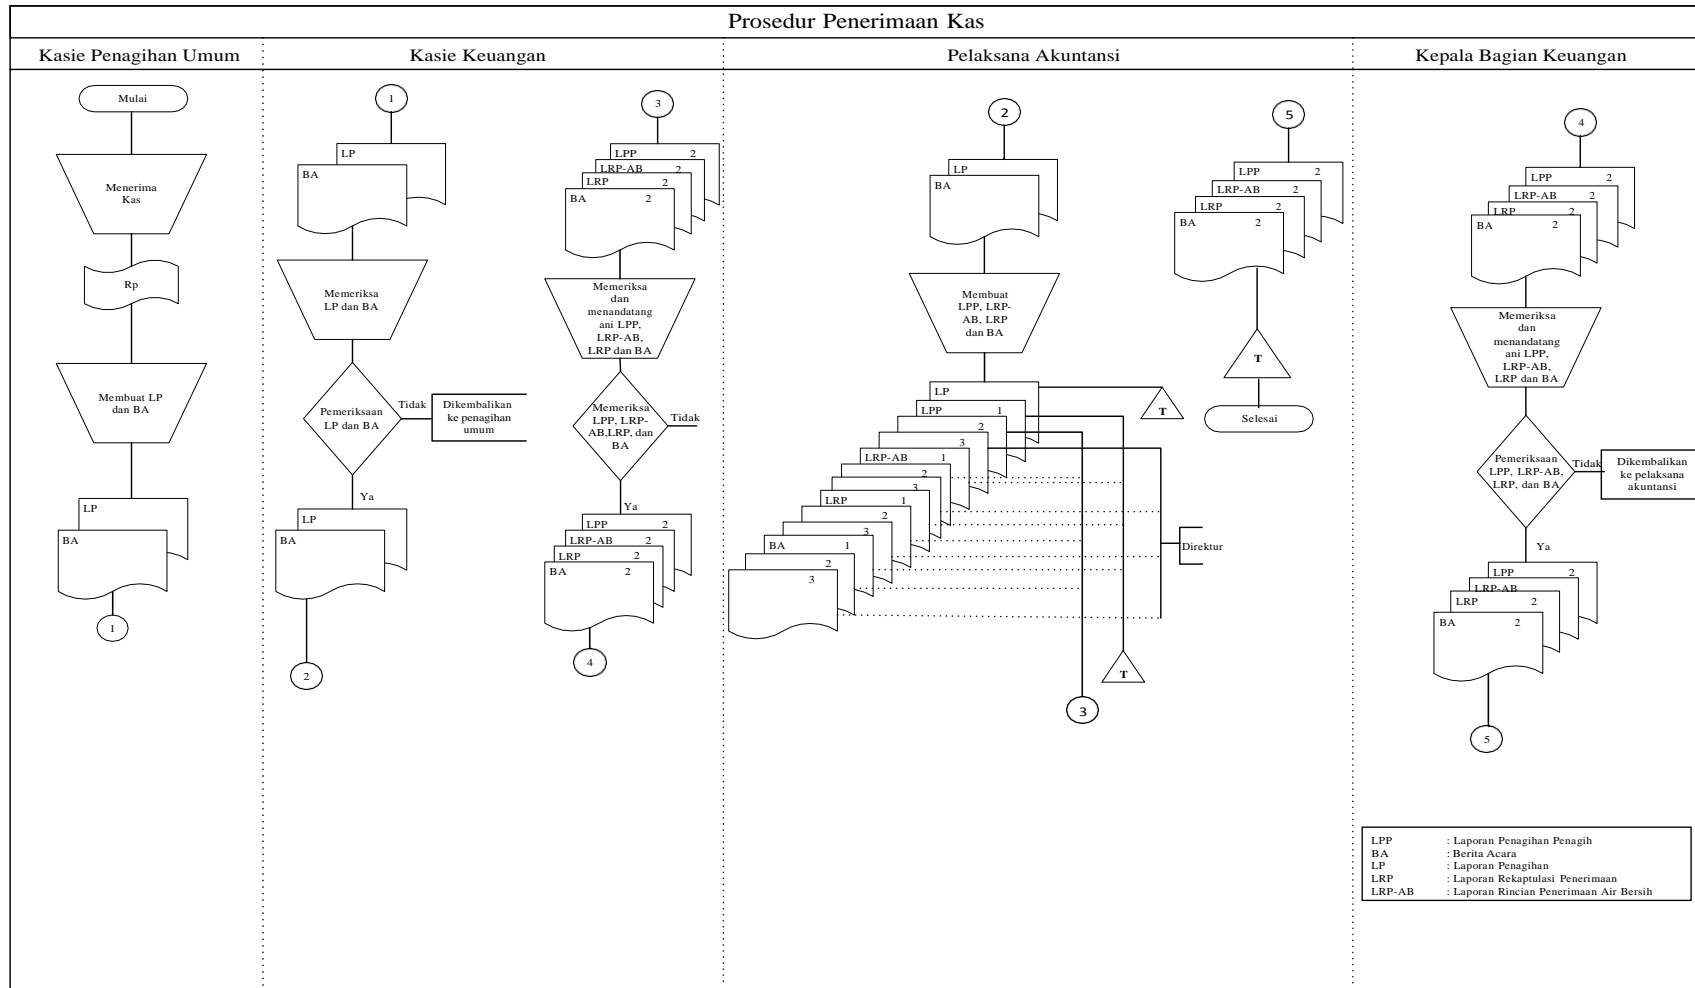 Prosedur Penerimaan Kas
Kasie Penagihan Umum
Kasie Keuangan
Pelaksana Akuntansi
Kepala Bagian Keuangan
Mulai
Menerima
Kas
Rp
Membuat LP
dan BA
LP
BA
1
1
LP
BA
Memeriksa
LP dan BA
Pemeriksaan
LP dan BA
Tidak
Dikembalikan
ke penagihan
umum
Ya
LP
BA
2
3
LPP 2
LRP-AB 2
LRP 2
BA 2
Memeriksa
dan
menandatang
ani LPP,
LRP-AB,
LRP dan BA
Memeriksa
LPP, LRP-
AB,LRP, dan
BA
Tidak
Ya
LPP 2
LRP-AB 2
LRP 2
BA 2
4
2
LP
BA
Membuat
LPP, LRP-
AB, LRP
dan BA
LP
T
LPP 1
2
3
LRP-AB 1
2
3
LRP 1
2
3
BA 1
2
3
Direktur
T
3
5
LPP 2
LRP-AB 2
LRP 2
BA 2
T
Selesai
4
LPP 2
LRP-AB 2
LRP 2
BA 2
Memeriksa
dan
menandatang
ani LPP,
LRP-AB,
LRP dan BA
Pemeriksaan
LPP, LRP-AB,
LRP, dan BA
Tidak
Dikembalikan
ke pelaksana
akuntansi
Ya
LPP 2
LRP-AB
LRP 2
BA 2
5
LPP : Laporan Penagihan Penagih
BA : Berita Acara
LP : Laporan Penagihan
LRP : Laporan Rekaptulasi Penerimaan
LRP-AB : Laporan Rincian Penerimaan Air Bersih